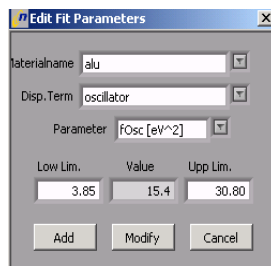 n Edit Fit Parameters X
Materialname alu
Disp.Term oscillator
Parameter fOsc [eV^2]
Low Lim. Value Upp Lim.
3.85 15.4 30.80
Add Modify Cancel